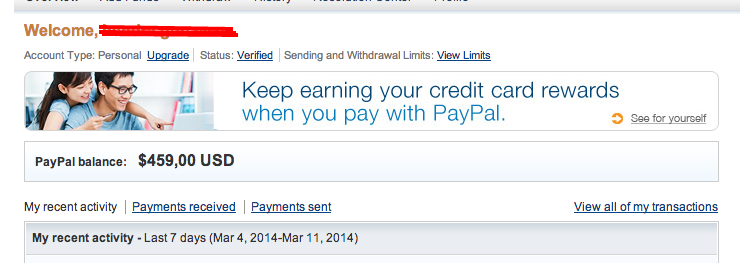 Welcome,
Account Type: Personal Upgrade Status: Verified Sending and Withdrawal Limits: View Limits
Keep earning your credit card rewards
when you pay with PayPal.
See for yourself
PayPal balance: $459,00 USD
My recent activity Payments received Payments sent View all of my transactions
My recent activity - Last 7 days (Mar 4, 2014-Mar 11, 2014)